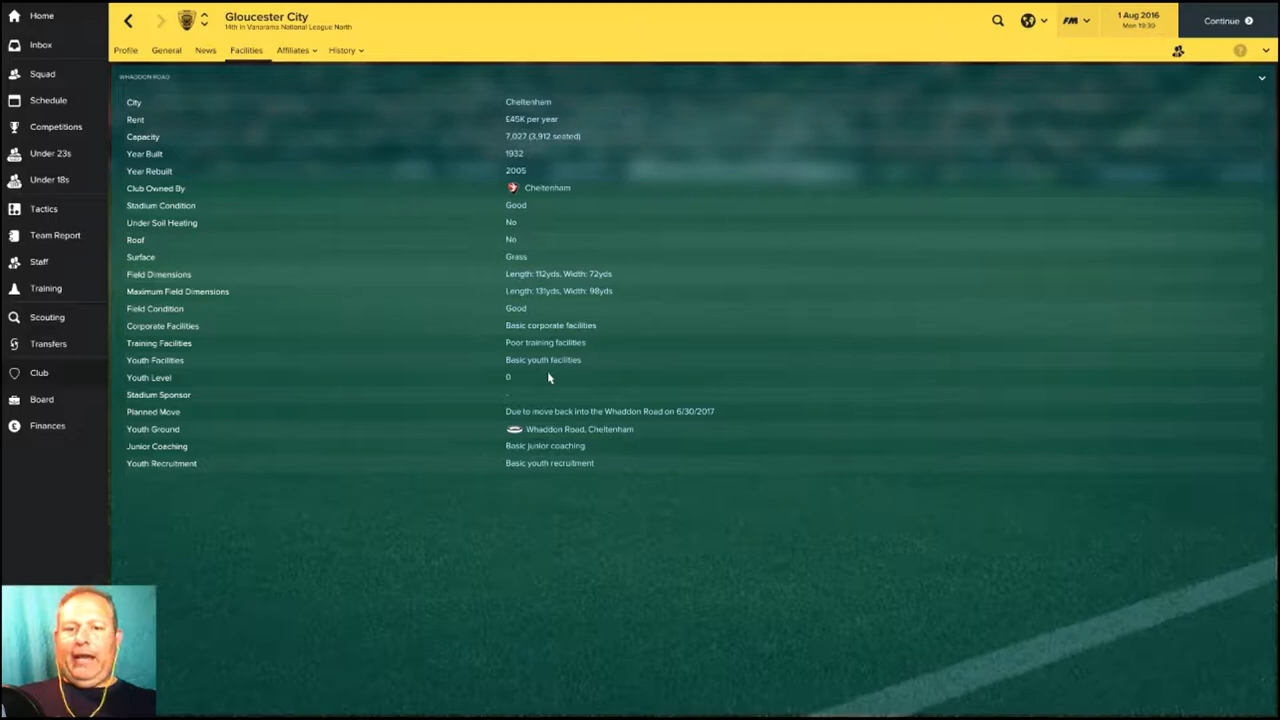 Home
Gloucester City
14th in Vanarama National League North
FM
1 Aug 2016
Mon 19:30
Continue
Inbox
Profile General News Facilities Affiliates History
Squad
WHADDON ROAD
Schedule
Competitions
Under 23s
Under 18s
Tactics
Team Report
Staff
Training
Scouting
Transfers
Club
Board
Finances
City Cheltenham
Rent £45K per year
Capacity 7,027 (3,912 seated)
Year Built 1932
Year Rebuilt 2005
Club Owned By Cheltenham
Stadium Condition Good
Under Soil Heating No
Roof No
Surface Grass
Field Dimensions Length: 112yds, Width: 72yds
Maximum Field Dimensions Length: 131yds, Width: 98yds
Field Condition Good
Corporate Facilities Basic corporate facilities
Training Facilities Poor training facilities
Youth Facilities Basic youth facilities
Youth Level 0
Stadium Sponsor -
Planned Move Due to move back into the Whaddon Road on 6/30/2017
Youth Ground Whaddon Road, Cheltenham
Junior Coaching Basic junior coaching
Youth Recruitment Basic youth recruitment